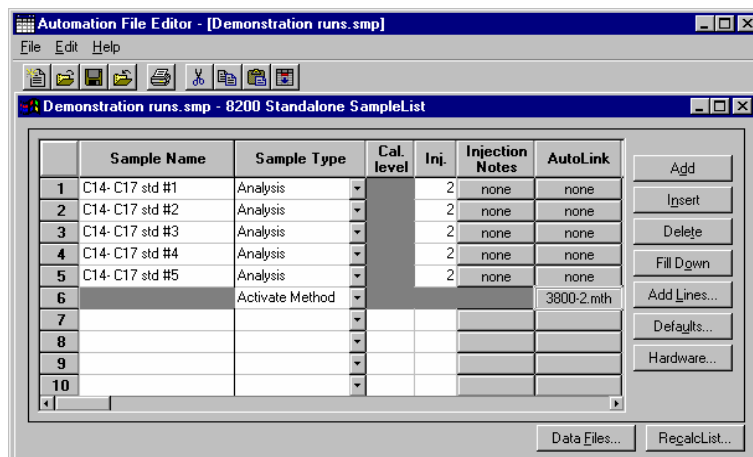 Automation File Editor - [Demonstration runs.smp]
File Edit Help
Demonstration runs.smp - 8200 Standalone SampleList
Sample Name Sample Type Cal. level Inj. Injection Notes AutoLink
1 C14- C17 std #1 Analysis 2 none none
2 C14- C17 std #2 Analysis 2 none none
3 C14- C17 std #3 Analysis 2 none none
4 C14- C17 std #4 Analysis 2 none none
5 C14- C17 std #5 Analysis 2 none none
6 Activate Method 3800-2.mth
7
8
9
10
Add
Insert
Delete
Fill Down
Add Lines...
Defaults...
Hardware...
Data Files... RecalcList...